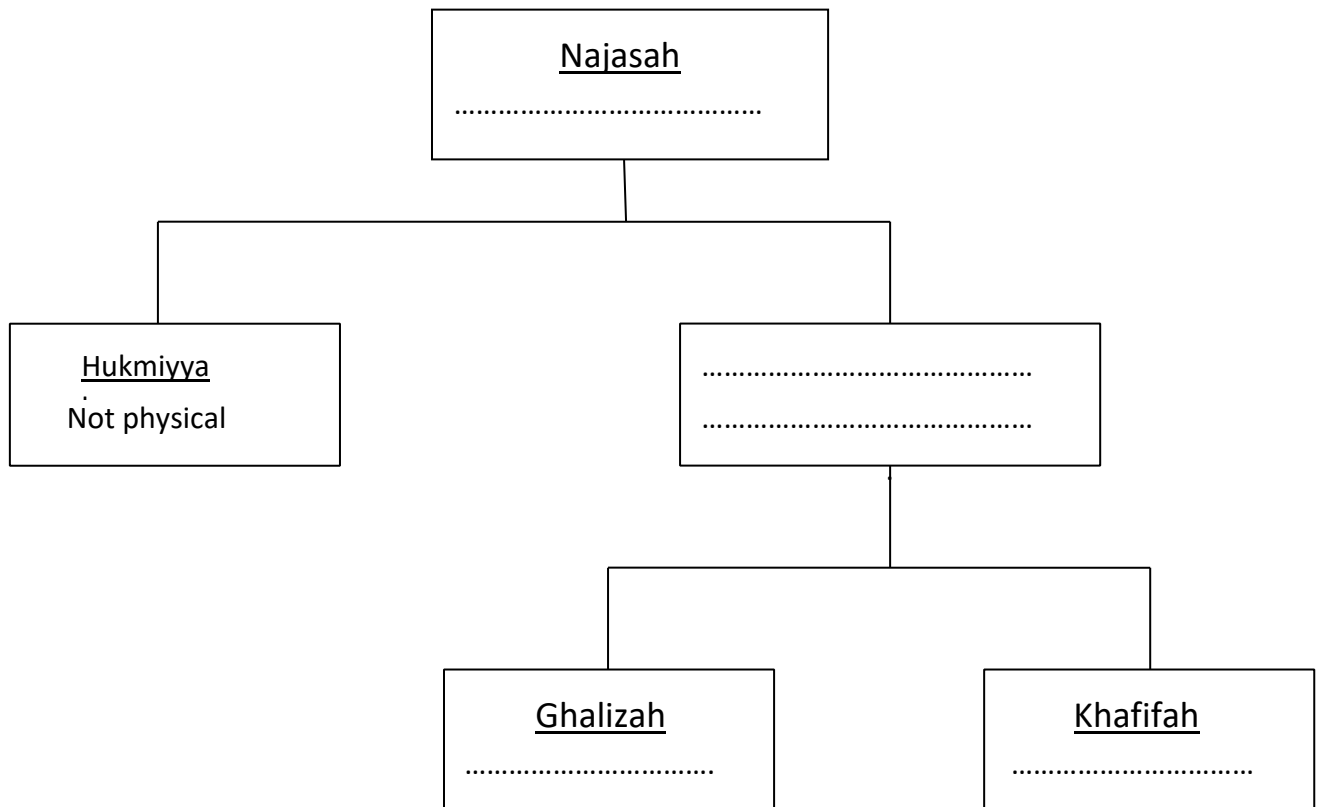 Najasah
……………………………………
Hukmiyya
.
Not physical
………………………………………
………………………………………
.
Ghalizah
…………………………….
Khafifah
……………………………